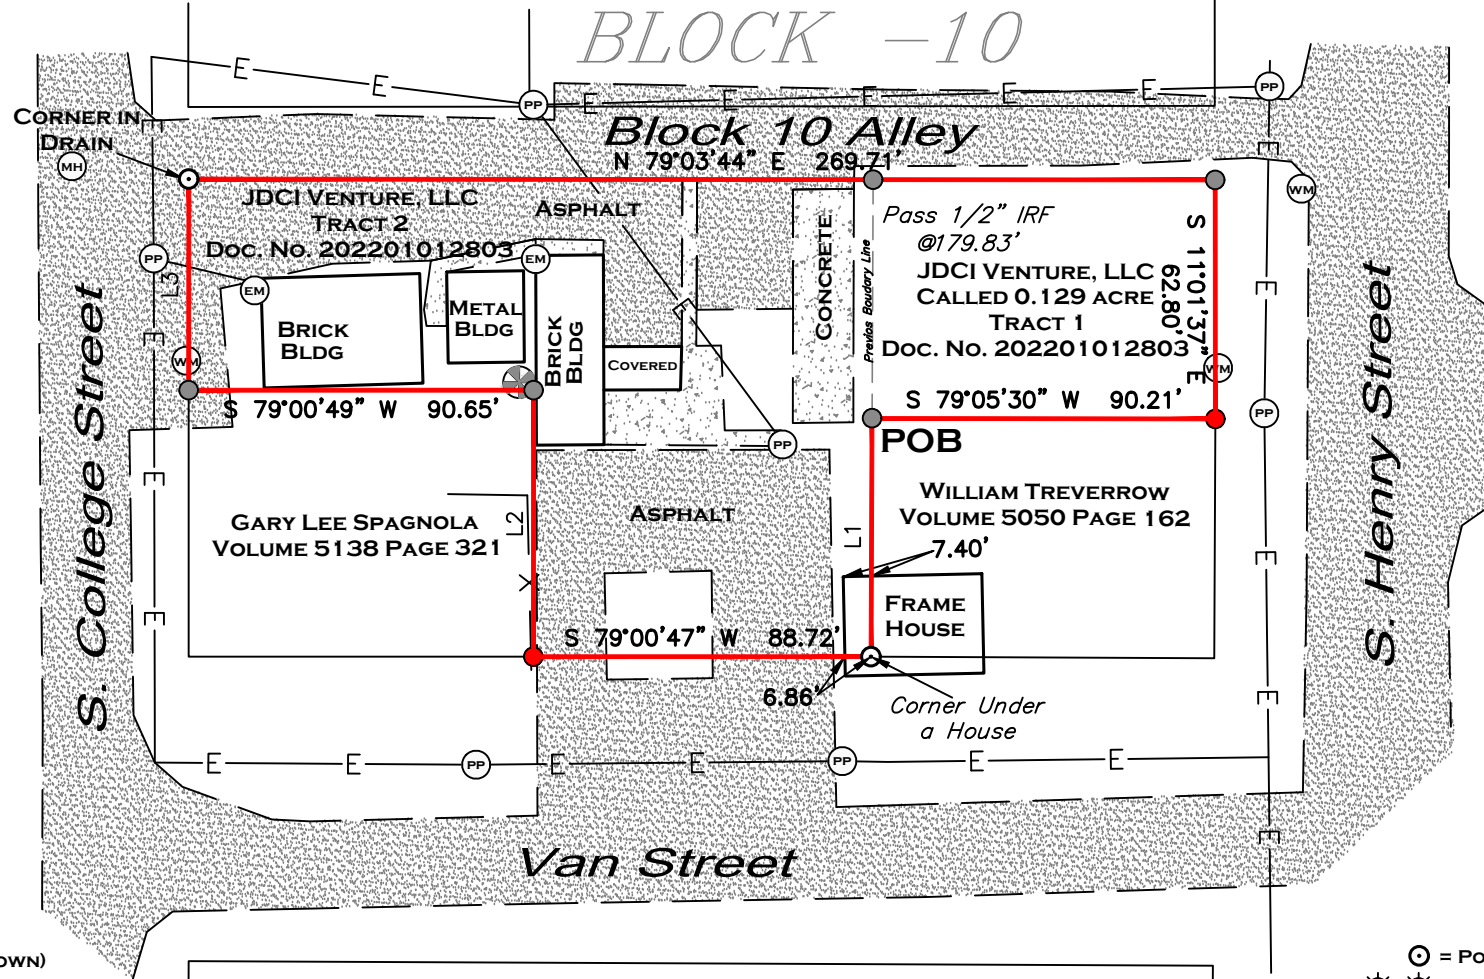 BLOCK -10
E
E
PP
E
E
E
E
E
PP
CORNER IN
DRAIN
E
MH
Block 10 Alley
N 79°03'44" E 269.71'
E
WM
JDCI VENTURE, LLC
TRACT 2
DOC. NO. 202201012803
ASPHALT
CONCRETE
Previos Boudary Line
Pass 1/2" IRF
@179.83'
JDCI VENTURE, LLC
CALLED 0.129 ACRE
TRACT 1
DOC. NO. 202201012803
S 11°01'37" E
62.80'
PP
L3
EM
EM
E
E
BRICK
BLDG
METAL
BLDG
BRICK
BLDG
COVERED
E
WM
WM
S 79°00'49" W 90.65'
S 79°05'30" W 90.21'
PP
PP
POB
S. College Street
S. Henry Street
E
GARY LEE SPAGNOLA
VOLUME 5138 PAGE 321
L2
ASPHALT
L1
WILLIAM TREVERROW
VOLUME 5050 PAGE 162
7.40'
E
E
FRAME
HOUSE
S 79°00'47" W 88.72'
6.86'
Corner Under
a House
E
E
E
PP
E
E
PP
E
E
E
Van Street
OWN)
= PO